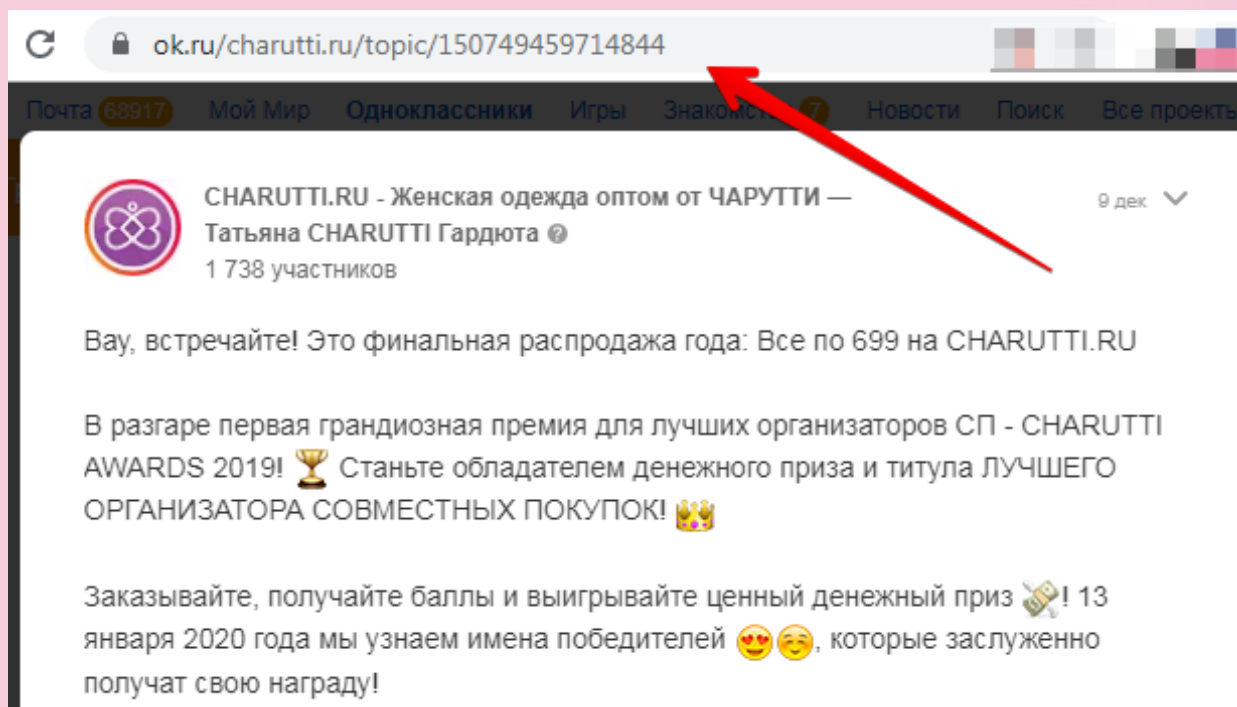 ok.ru/charutti.ru/topic/150749459714844
Почта 68917 Мой Мир Одноклассники Игры 7 Новости Поиск Все проекты
CHARUTTI.RU - Женская одежда оптом от ЧАРУТТИ —
9 дек
Татьяна CHARUTTI Гардюта
1 738 участников
Вау, встречайте! Это финальная распродажа года: Все по 699 на CHARUTTI.RU
В разгаре первая грандиозная премия для лучших организаторов СП - CHARUTTI
AWARDS 2019! 🏆 Станьте обладателем денежного приза и титула ЛУЧШЕГО
ОРГАНИЗАТОРА СОВМЕСТНЫХ ПОКУПОК! 👑
Заказывайте, получайте баллы и выигрывайте ценный денежный приз 💸! 13
января 2020 года мы узнаем имена победителей 😍☺️, которые заслуженно
получат свою награду!